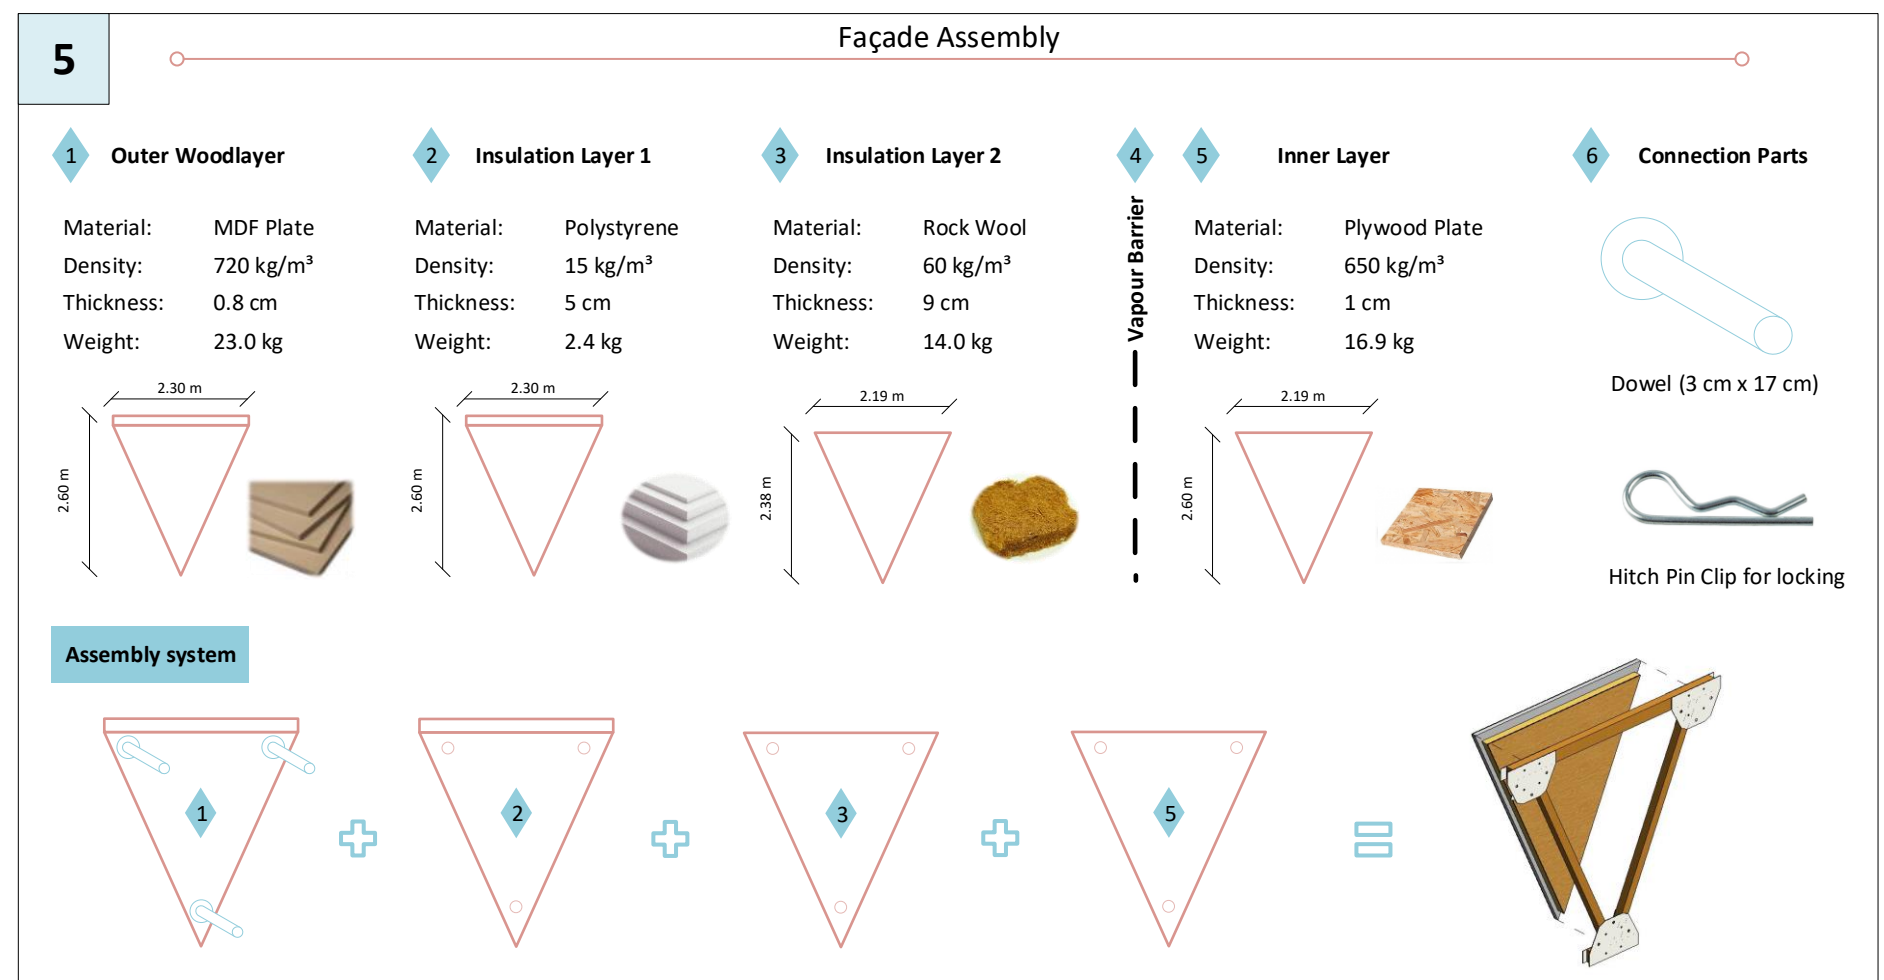 5
Façade Assembly
1 Outer Woodlayer
Material: MDF Plate
Density: 720 kg/m³
Thickness: 0.8 cm
Weight: 23.0 kg
2.30 m
2.60 m
2 Insulation Layer 1
Material: Polystyrene
Density: 15 kg/m³
Thickness: 5 cm
Weight: 2.4 kg
2.30 m
2.60 m
3 Insulation Layer 2
Material: Rock Wool
Density: 60 kg/m³
Thickness: 9 cm
Weight: 14.0 kg
2.19 m
2.38 m
4
Vapour Barrier
5 Inner Layer
Material: Plywood Plate
Density: 650 kg/m³
Thickness: 1 cm
Weight: 16.9 kg
2.19 m
2.60 m
6 Connection Parts
Dowel (3 cm x 17 cm)
Hitch Pin Clip for locking
Assembly system
1
2
3
5